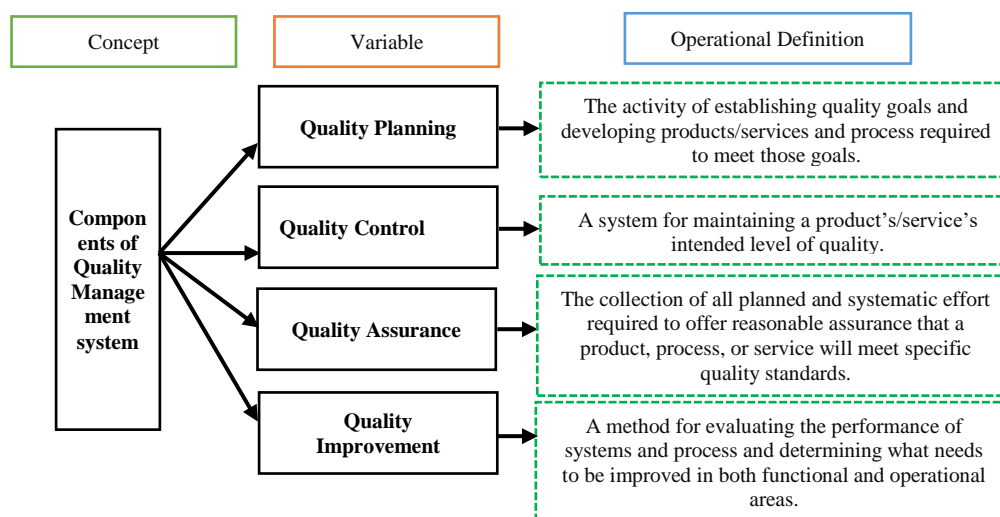 Concept
Variable
Operational Definition
Compon
ents of
Quality
Manage
ment
system
Quality Planning
The activity of establishing quality goals and
developing products/services and process required
to meet those goals.
Quality Control
A system for maintaining a product's/service's
intended level of quality.
Quality Assurance
The collection of all planned and systematic effort
required to offer reasonable assurance that a
product, process, or service will meet specific
quality standards.
Quality
Improvement
A method for evaluating the performance of
systems and process and determining what needs
to be improved in both functional and operational
areas.